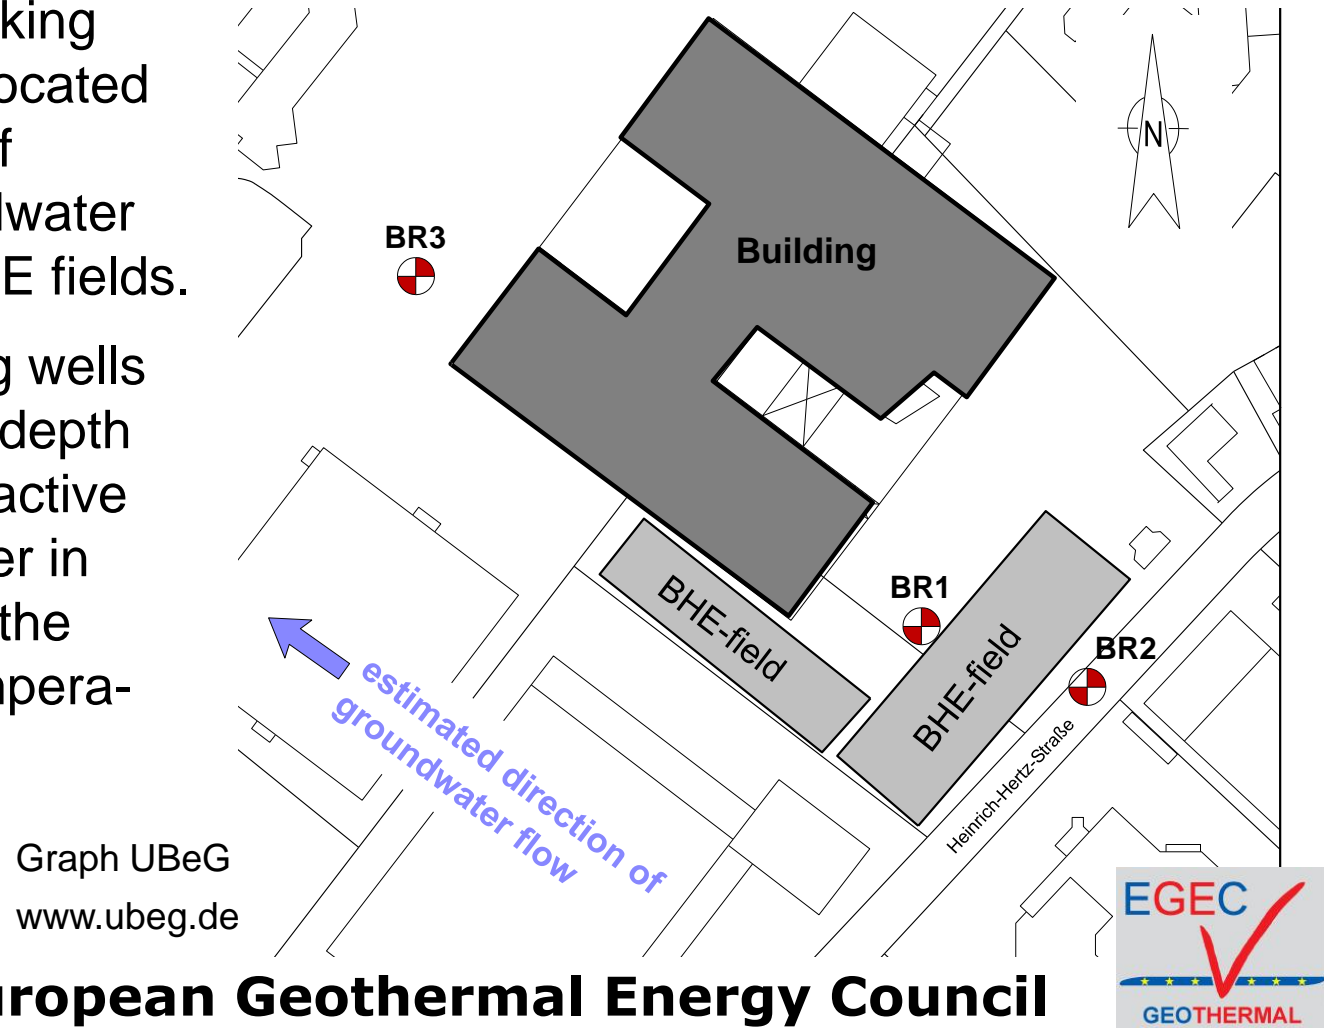 king
ocated
f
lwater
E fields.
g wells
depth
active
er in
the
npera-
Graph UBeG
www.ubeg.de
N
BR3
Building
BR1
BHE-field
BHE-field
BR2
estimated direction of
groundwater flow
Heinrich-Hertz-Straße
EGEC
GEOTHERMAL
uropean Geothermal Energy Council